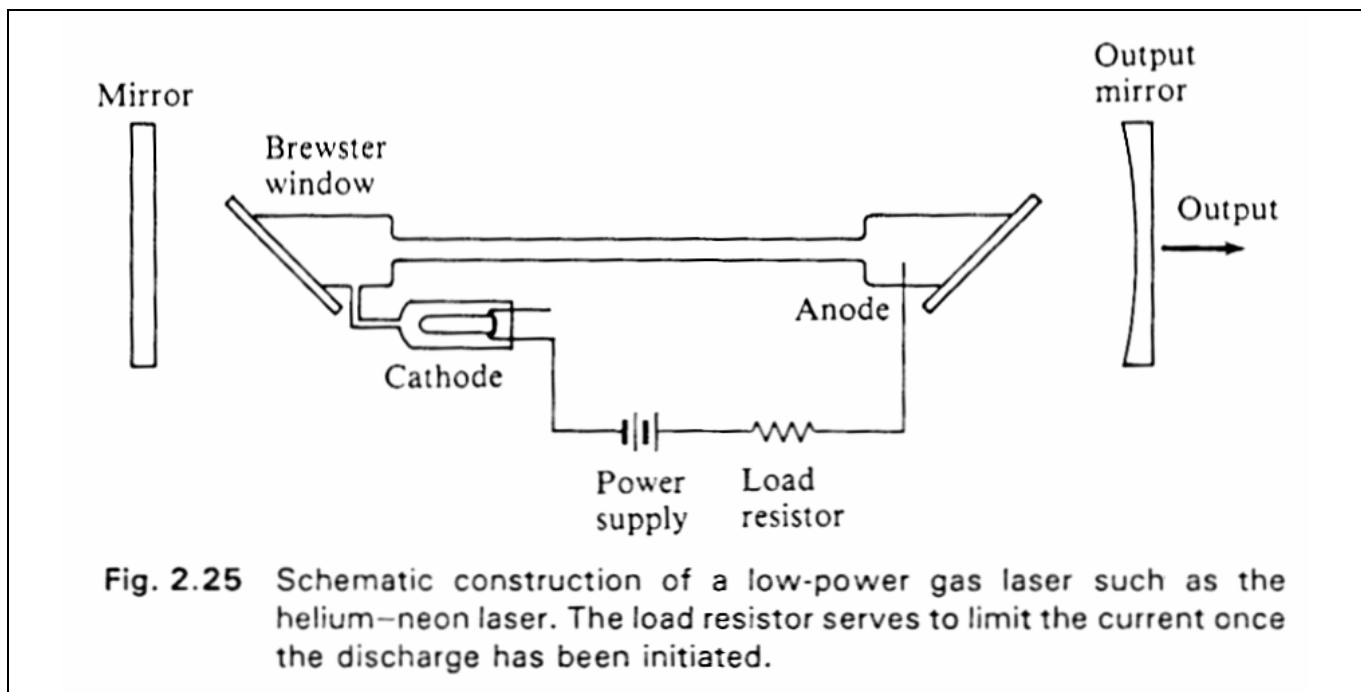 Mirror
Output
mirror
Brewster
window
Output
Anode
Cathode
Power
supply
Load
resistor
Fig. 2.25 Schematic construction of a low-power gas laser such as the
helium–neon laser. The load resistor serves to limit the current once
the discharge has been initiated.